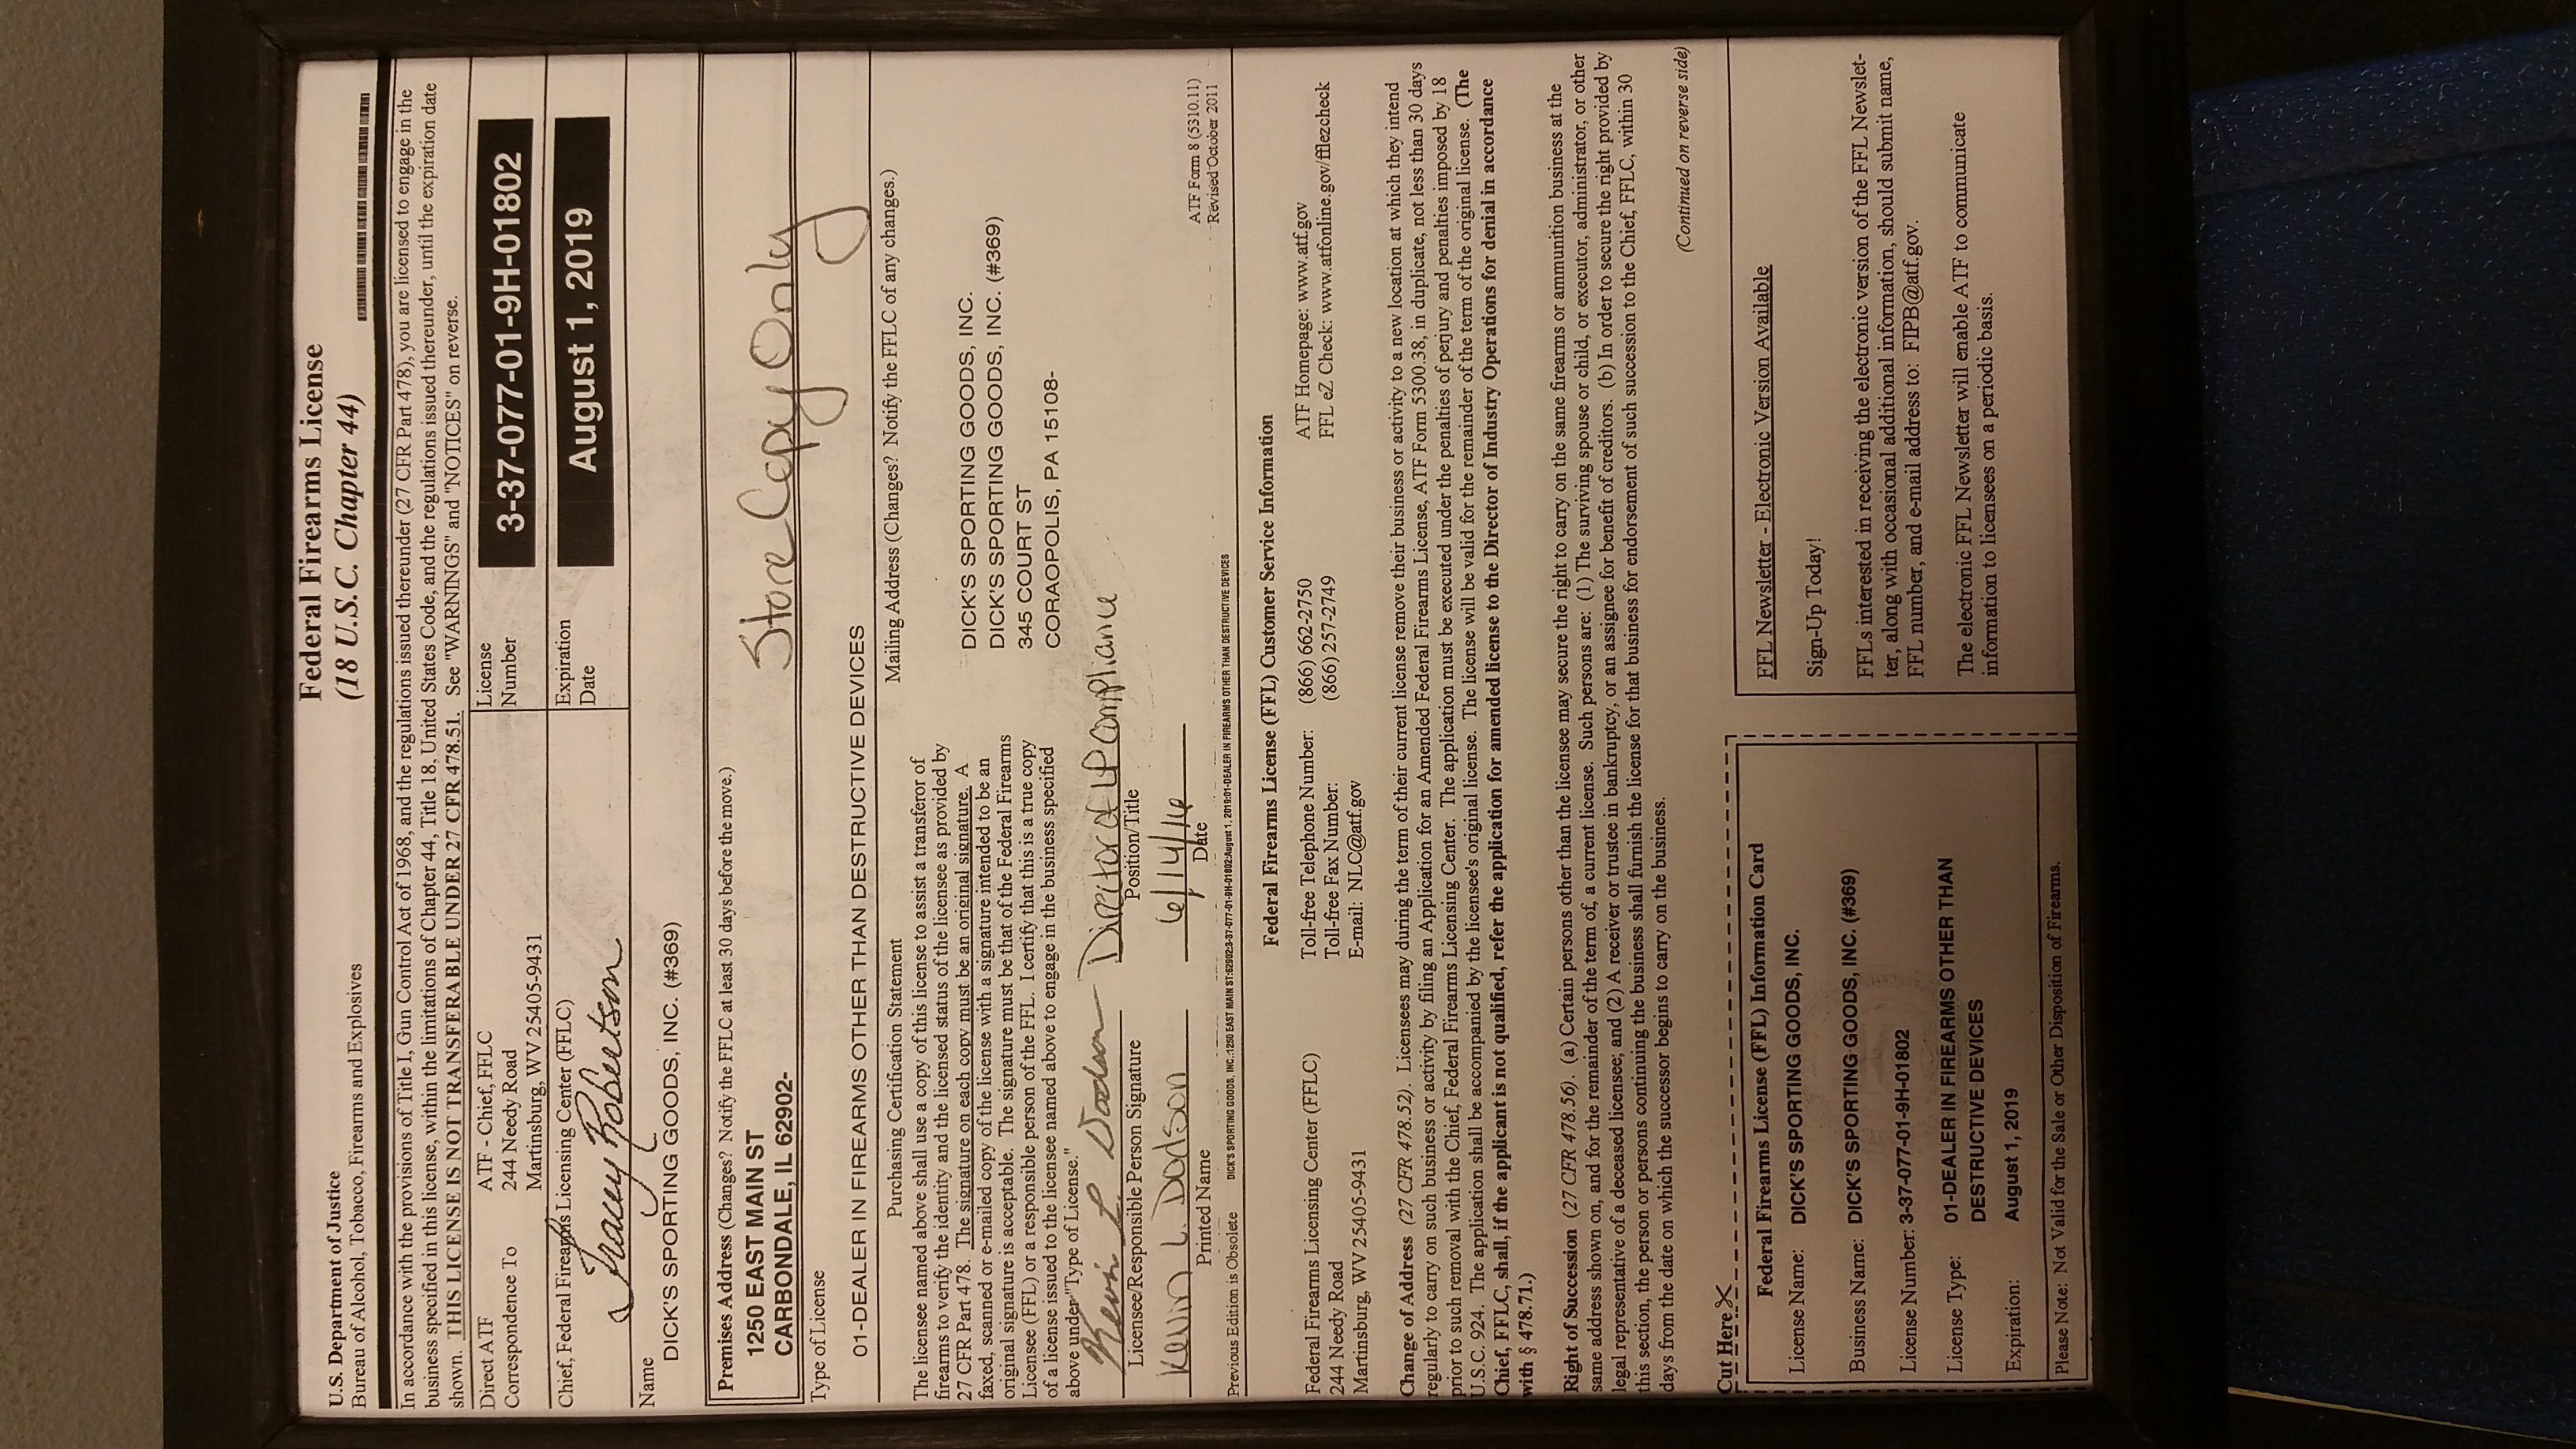 U.S. Department of Justice
Bureau of Alcohol, Tobacco, Firearms and Explosives
Federal Firearms License
(18 U.S.C. Chapter 44)
In accordance with the provisions of Title I, Gun Control Act of 1968, and the regulations issued thereunder (27 CFR Part 478), you are licensed to engage in the
business specified in this license, within the limitations of Chapter 44, Title 18, United States Code, and the regulations issued thereunder, until the expiration date
shown. THIS LICENSE IS NOT TRANSFERABLE UNDER 27 CFR 478.51. See "WARNINGS" and "NOTICES" on reverse.
Direct ATF
Correspondence To
ATF - Chief, FFLC
244 Needy Road
Martinsburg, WV 25405-9431
License
Number
3-37-077-01-9H-01802
Chief, Federal Firearms Licensing Center (FFLC)
Tracey Robertson
Expiration
Date
August 1, 2019
Name
DICK'S SPORTING GOODS, INC. (#369)
Premises Address (Changes? Notify the FFLC at least 30 days before the move.)
1250 EAST MAIN ST
CARBONDALE, IL 62902-
Store Copy Only
Type of License
01-DEALER IN FIREARMS OTHER THAN DESTRUCTIVE DEVICES
Purchasing Certification Statement
The licensee named above shall use a copy of this license to assist a transferor of
firearms to verify the identity and the licensed status of the licensee as provided by
27 CFR Part 478. The signature on each copy must be an original signature. A
faxed, scanned or e-mailed copy of the license with a signature intended to be an
original signature is acceptable. The signature must be that of the Federal Firearms
Licensee (FFL) or a responsible person of the FFL. I certify that this is a true copy
of a license issued to the licensee named above to engage in the business specified
above under "Type of License."
Mailing Address (Changes? Notify the FFLC of any changes.)
DICK'S SPORTING GOODS, INC.
DICK'S SPORTING GOODS, INC. (#369)
345 COURT ST
CORAOPOLIS, PA 15108-
Kevin L. Dodson
Director of LP Compliance
Licensee/Responsible Person Signature
Position/Title
Kevin L. Dodson
6/14/16
Printed Name
Date
ATF Form 8 (5310.11)
Revised October 2011
Previous Edition is Obsolete
DICK'S SPORTING GOODS, INC.:1250 EAST MAIN ST:62902:3-37-077-01-9H-01802:August 1, 2019:01-DEALER IN FIREARMS OTHER THAN DESTRUCTIVE DEVICES
Federal Firearms License (FFL) Customer Service Information
Federal Firearms Licensing Center (FFLC)
244 Needy Road
Martinsburg, WV 25405-9431
Toll-free Telephone Number: (866) 662-2750
Toll-free Fax Number: (866) 257-2749
E-mail: NLC@atf.gov
ATF Homepage: www.atf.gov
FFL eZ Check: www.atfonline.gov/fflezcheck
Change of Address (27 CFR 478.52). Licensees may during the term of their current license remove their business or activity to a new location at which they intend
regularly to carry on such business or activity by filing an Application for an Amended Federal Firearms License, ATF Form 5300.38, in duplicate, not less than 30 days
prior to such removal with the Chief, Federal Firearms Licensing Center. The application must be executed under the penalties of perjury and penalties imposed by 18
U.S.C. 924. The application shall be accompanied by the licensee's original license. The license will be valid for the remainder of the term of the original license. (The
Chief, FFLC, shall, if the applicant is not qualified, refer the application for amended license to the Director of Industry Operations for denial in accordance
with § 478.71.)
Right of Succession (27 CFR 478.56). (a) Certain persons other than the licensee may secure the right to carry on the same firearms or ammunition business at the
same address shown on, and for the remainder of the term of, a current license. Such persons are: (1) The surviving spouse or child, or executor, administrator, or other
legal representative of a deceased licensee; and (2) A receiver or trustee in bankruptcy, or an assignee for benefit of creditors. (b) In order to secure the right provided by
this section, the person or persons continuing the business shall furnish the license for that business for endorsement of such succession to the Chief, FFLC, within 30
days from the date on which the successor begins to carry on the business.
(Continued on reverse side)
Cut Here
Federal Firearms License (FFL) Information Card
License Name: DICK'S SPORTING GOODS, INC.
Business Name: DICK'S SPORTING GOODS, INC. (#369)
License Number: 3-37-077-01-9H-01802
License Type: 01-DEALER IN FIREARMS OTHER THAN
DESTRUCTIVE DEVICES
Expiration: August 1, 2019
Please Note: Not Valid for the Sale or Other Disposition of Firearms.
FFL Newsletter - Electronic Version Available
Sign-Up Today!
FFLs interested in receiving the electronic version of the FFL Newslet-
ter, along with occasional additional information, should submit name,
FFL number, and e-mail address to: FIPB@atf.gov.
The electronic FFL Newsletter will enable ATF to communicate
information to licensees on a periodic basis.